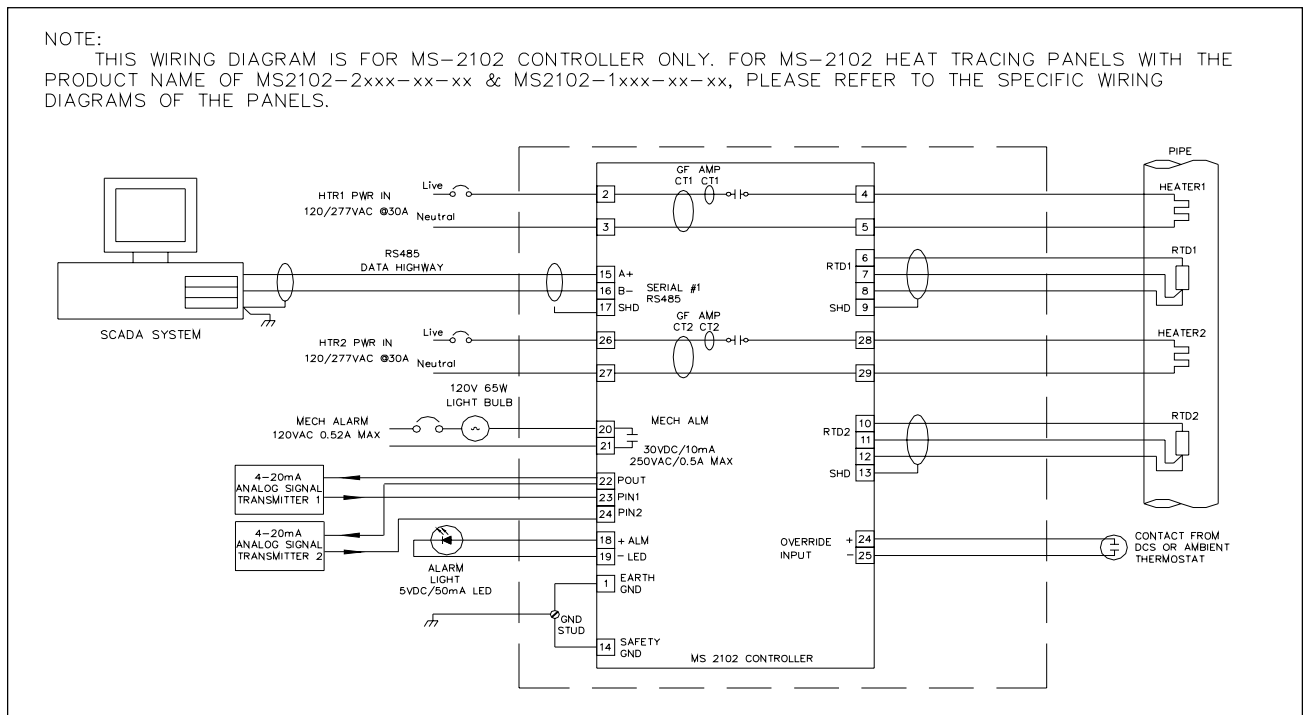 NOTE:
THIS WIRING DIAGRAM IS FOR MS-2102 CONTROLLER ONLY. FOR MS-2102 HEAT TRACING PANELS WITH THE
PRODUCT NAME OF MS2102-2xxx-xx-xx & MS2102-1xxx-xx-xx, PLEASE REFER TO THE SPECIFIC WIRING
DIAGRAMS OF THE PANELS.
SCADA SYSTEM
HTR1 PWR IN
120/277VAC @30A
Live
Neutral
RS485
DATA HIGHWAY
HTR2 PWR IN
120/277VAC @30A
Live
Neutral
120V 65W
LIGHT BULB
MECH ALARM
120VAC 0.52A MAX
4-20mA
ANALOG SIGNAL
TRANSMITTER 1
4-20mA
ANALOG SIGNAL
TRANSMITTER 2
ALARM
LIGHT
5VDC/50mA LED
GND
STUD
GF AMP
CT1 CT1
2
3
15 A+
16 B-
17 SHD
SERIAL #1
RS485
GF AMP
CT2 CT2
26
27
20
21
MECH ALM
30VDC/10mA
250VAC/0.5A MAX
22 POUT
23 PIN1
24 PIN2
18 + ALM
19 - LED
1 EARTH
GND
14 SAFETY
GND
MS 2102 CONTROLLER
4
5
RTD1
6
7
8
SHD 9
28
29
RTD2
10
11
12
SHD 13
OVERRIDE + 24
INPUT - 25
PIPE
HEATER1
RTD1
HEATER2
RTD2
CONTACT FROM
DCS OR AMBIENT
THERMOSTAT